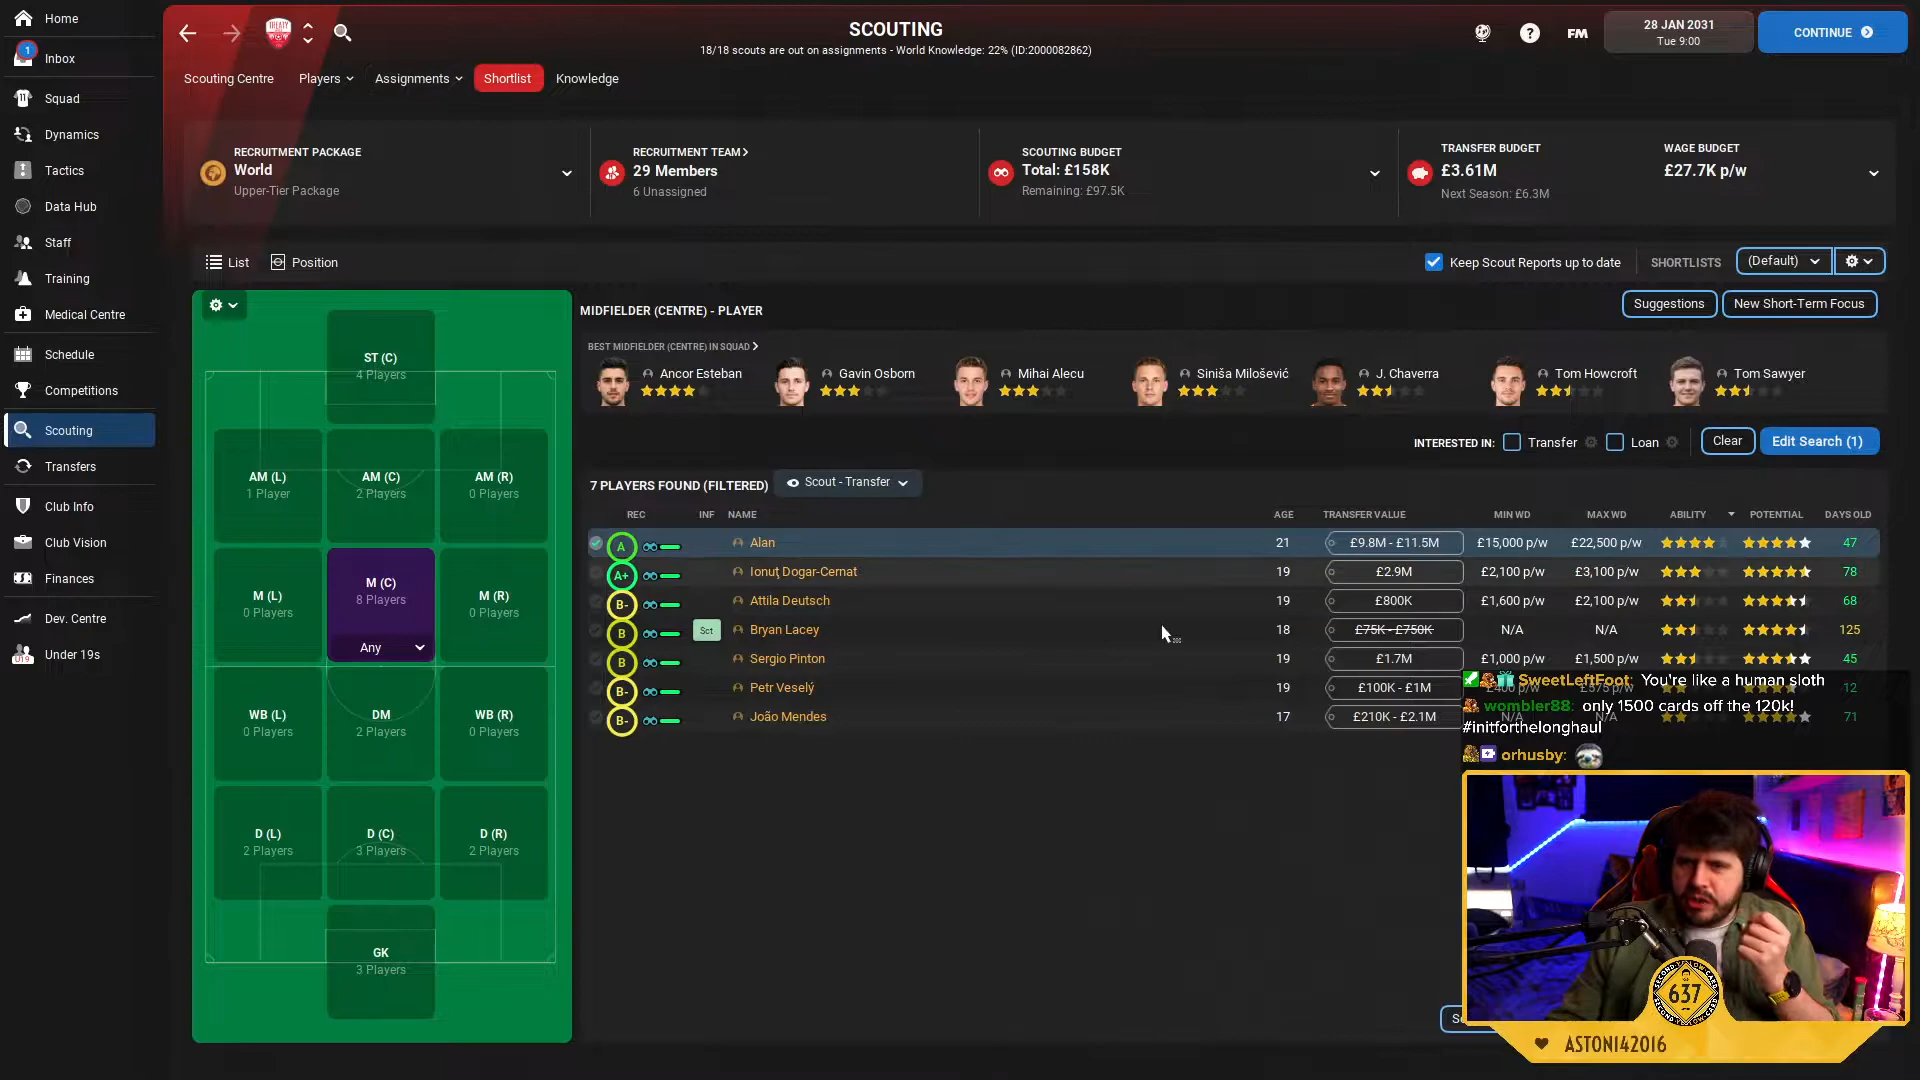 Home
1
Inbox
Squad
Dynamics
Tactics
Data Hub
Staff
Training
Medical Centre
Schedule
Competitions
Scouting
Transfers
Club Info
Club Vision
Finances
Dev. Centre
Under 19s
SCOUTING
18/18 scouts are out on assignments - World Knowledge: 22% (ID:2000082862)
FM
28 JAN 2031
Tue 9:00
CONTINUE
Scouting Centre
Players
Assignments
Shortlist
Knowledge
RECRUITMENT PACKAGE
World
Upper-Tier Package
RECRUITMENT TEAM
29 Members
6 Unassigned
SCOUTING BUDGET
Total: £158K
Remaining: £97.5K
TRANSFER BUDGET
£3.61M
Next Season: £6.3M
WAGE BUDGET
£27.7K p/w
List
Position
Keep Scout Reports up to date
SHORTLISTS
(Default)
ST (C)
4 Players
AM (L)
1 Player
AM (C)
2 Players
AM (R)
0 Players
M (L)
0 Players
M (C)
8 Players
Any
M (R)
0 Players
WB (L)
0 Players
DM
2 Players
WB (R)
0 Players
D (L)
2 Players
D (C)
3 Players
D (R)
2 Players
GK
3 Players
MIDFIELDER (CENTRE) - PLAYER
Suggestions
New Short-Term Focus
BEST MIDFIELDER (CENTRE) IN SQUAD
Ancor Esteban
Gavin Osborn
Mihai Alecu
Siniša Milošević
J. Chaverra
Tom Howcroft
Tom Sawyer
INTERESTED IN:
Transfer
Loan
Clear
Edit Search (1)
7 PLAYERS FOUND (FILTERED)
Scout - Transfer
REC INF NAME AGE TRANSFER VALUE MIN WD MAX WD ABILITY POTENTIAL DAYS OLD
A Alan 21 £9.8M - £11.5M £15,000 p/w £22,500 p/w 47
A+ Ionuț Dogar-Cernat 19 £2.9M £2,100 p/w £3,100 p/w 78
B- Attila Deutsch 19 £800K £1,600 p/w £2,100 p/w 68
B Sct Bryan Lacey 18 £75K - £750K N/A N/A 125
B Sergio Pinton 19 £1.7M £1,000 p/w £1,500 p/w 45
B- Petr Veselý 19 £100K - £1M £400 p/w £575 p/w 12
B- João Mendes 17 £210K - £2.1M N/A N/A 71
SweetLeftFoot: You're like a human sloth
wombler88: only 1500 cards off the 120k!
#initforthelonghaul
orhusby:
SECOND YELLOW CARD
637
ASTON142016